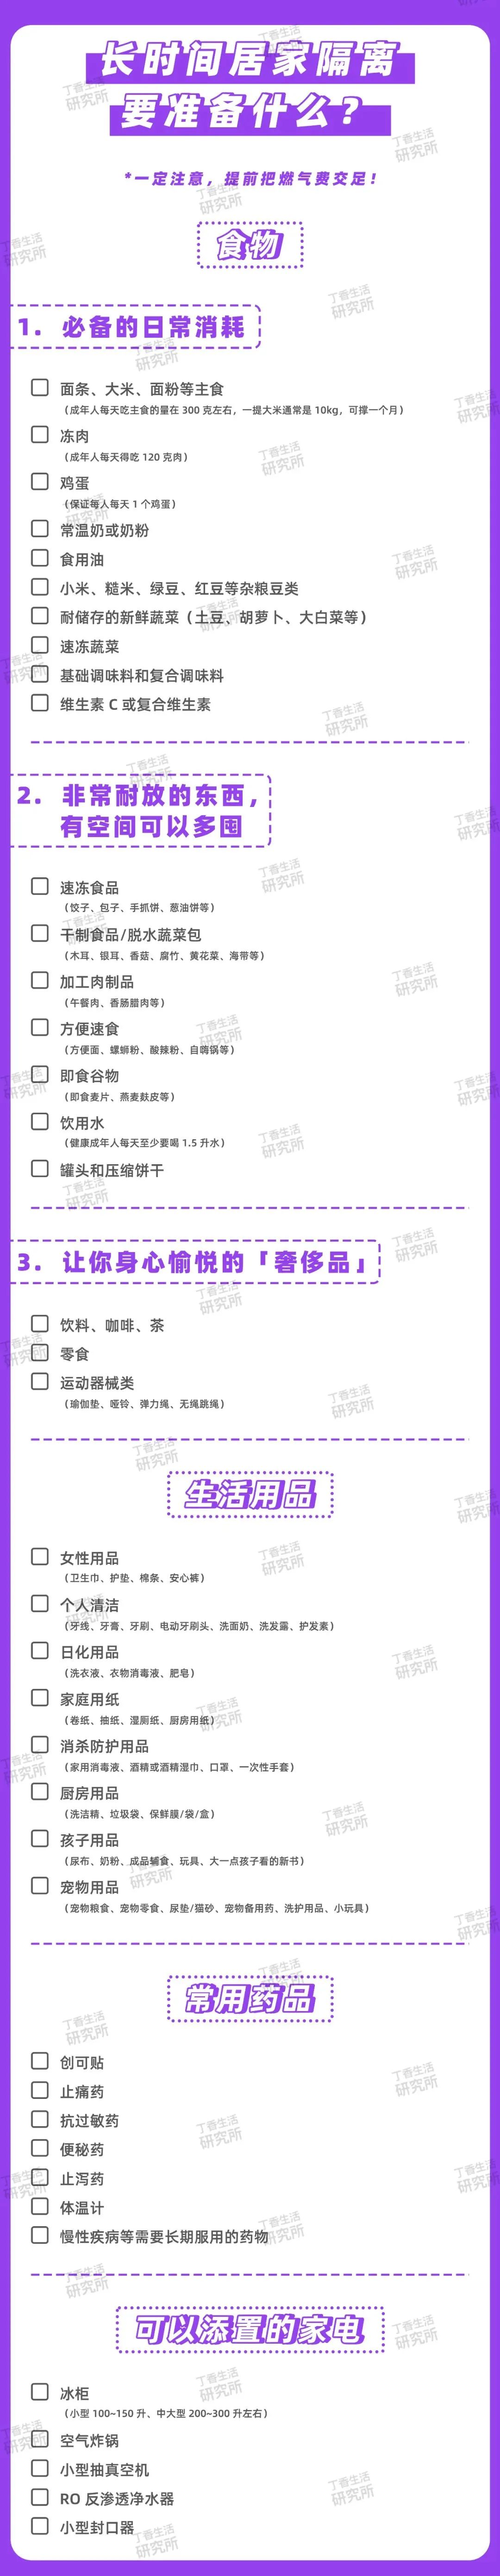 长时间居家隔离
要准备什么？
*一定注意，提前把燃气费交足！
食物
1. 必备的日常消耗
面条、大米、面粉等主食
（成年人每天吃主食的量在 300 克左右，一提大米通常是 10kg，可撑一个月）
冻肉
（成年人每天得吃 120 克肉）
鸡蛋
（保证每人每天 1 个鸡蛋）
常温奶或奶粉
食用油
小米、糙米、绿豆、红豆等杂粮豆类
耐储存的新鲜蔬菜（土豆、胡萝卜、大白菜等）
速冻蔬菜
基础调味料和复合调味料
维生素 C 或复合维生素
2. 非常耐放的东西，
有空间可以多囤
速冻食品
（饺子、包子、手抓饼、葱油饼等）
干制食品/脱水蔬菜包
（木耳、银耳、香菇、腐竹、黄花菜、海带等）
加工肉制品
（午餐肉、香肠腊肉等）
方便速食
（方便面、螺蛳粉、酸辣粉、自嗨锅等）
即食谷物
（即食麦片、燕麦麸皮等）
饮用水
（健康成年人每天至少要喝 1.5 升水）
罐头和压缩饼干
3. 让你身心愉悦的「奢侈品」
饮料、咖啡、茶
零食
运动器械类
（瑜伽垫、哑铃、弹力绳、无绳跳绳）
生活用品
女性用品
（卫生巾、护垫、棉条、安心裤）
个人清洁
（牙线、牙膏、牙刷、电动牙刷头、洗面奶、洗发露、护发素）
日化用品
（洗衣液、衣物消毒液、肥皂）
家庭用纸
（卷纸、抽纸、湿厕纸、厨房用纸）
消杀防护用品
（家用消毒液、酒精或酒精湿巾、口罩、一次性手套）
厨房用品
（洗洁精、垃圾袋、保鲜膜/袋/盒）
孩子用品
（尿布、奶粉、成品辅食、玩具、大一点孩子看的新书）
宠物用品
（宠物粮食、宠物零食、尿垫/猫砂、宠物备用药、洗护用品、小玩具）
常用药品
创可贴
止痛药
抗过敏药
便秘药
止泻药
体温计
慢性疾病等需要长期服用的药物
可以添置的家电
冰柜
（小型 100~150 升、中大型 200~300 升左右）
空气炸锅
小型抽真空机
RO 反渗透净水器
小型封口器
丁香生活
研究所